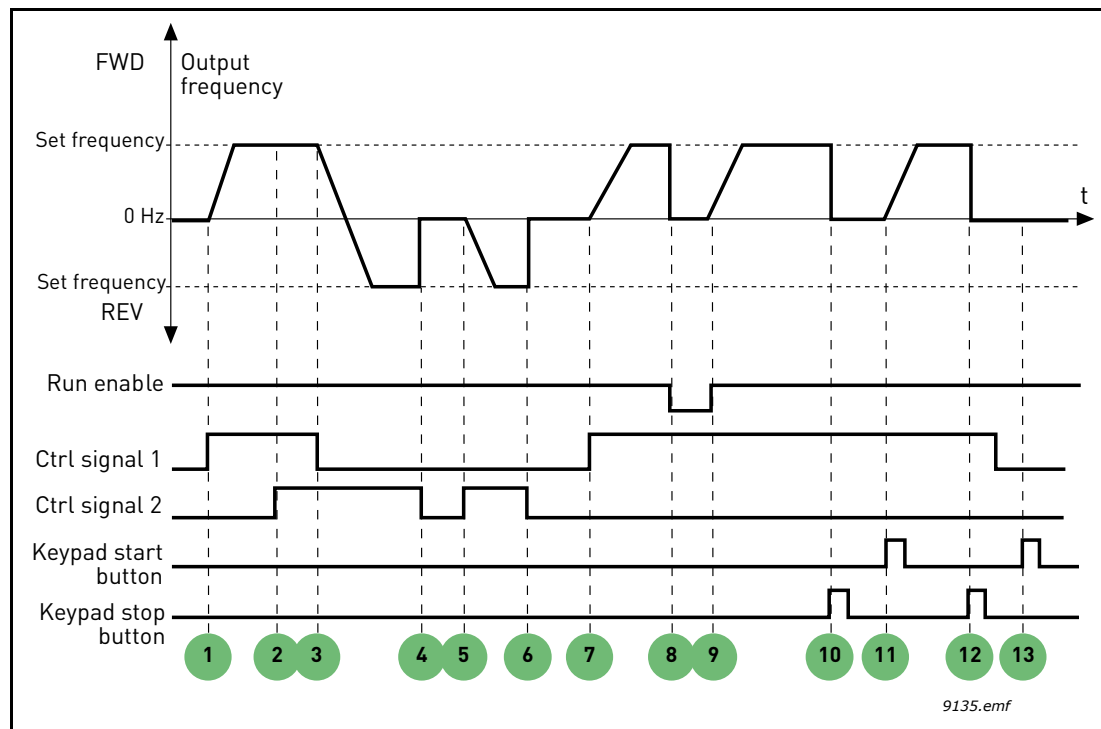 FWD
Output
frequency
Set frequency
0 Hz
t
Set frequency
REV
Run enable
Ctrl signal 1
Ctrl signal 2
Keypad start
button
Keypad stop
button
1 2 3 4 5 6 7 8 9 10 11 12 13
9135.emf